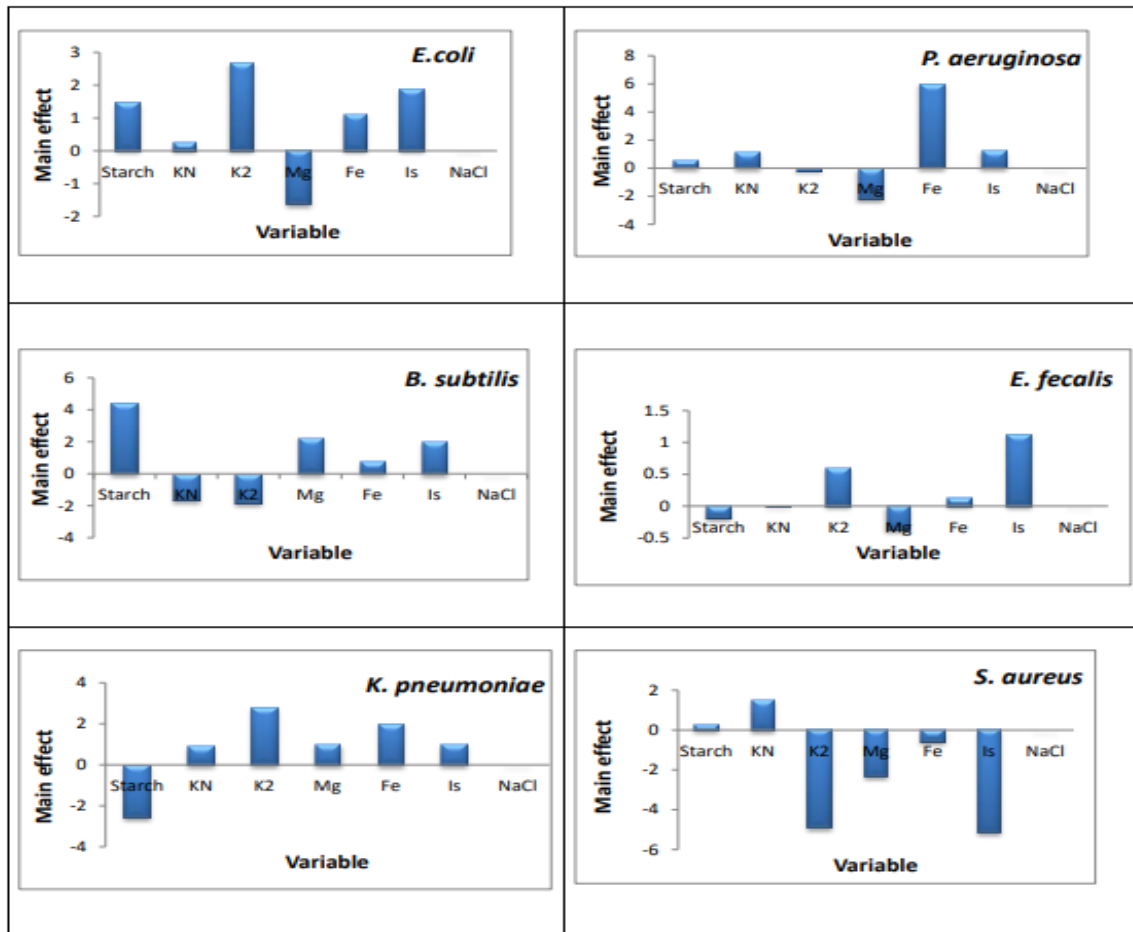 E.coli
Main effect
3
2
1
0
-1
-2
Starch KN K2 Mg Fe Is NaCl
Variable
P. aeruginosa
Main effect
8
6
4
2
0
-2
-4
Starch KN K2 Mg Fe Is NaCl
Variable
B. subtilis
Main effect
6
4
2
0
-2
-4
Starch KN K2 Mg Fe Is NaCl
Variable
E. fecalis
Main effect
1.5
1
0.5
0
-0.5
Starch KN K2 Mg Fe Is NaCl
Variable
K. pneumoniae
Main effect
4
2
0
-2
-4
Starch KN K2 Mg Fe Is NaCl
Variable
S. aureus
Main effect
2
0
-2
-4
-6
Starch KN K2 Mg Fe Is NaCl
Variable